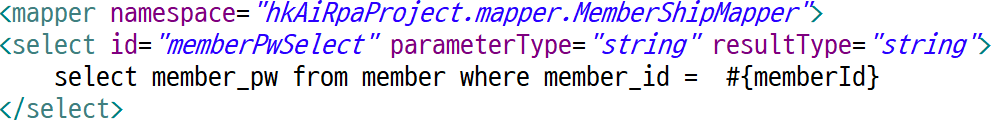 <mapper namespace="hkAiRpaProject.mapper.MemberShipMapper">
<select id="memberPwSelect" parameterType="string" resultType="string">
    select member_pw from member where member_id =  #{memberId}
</select>